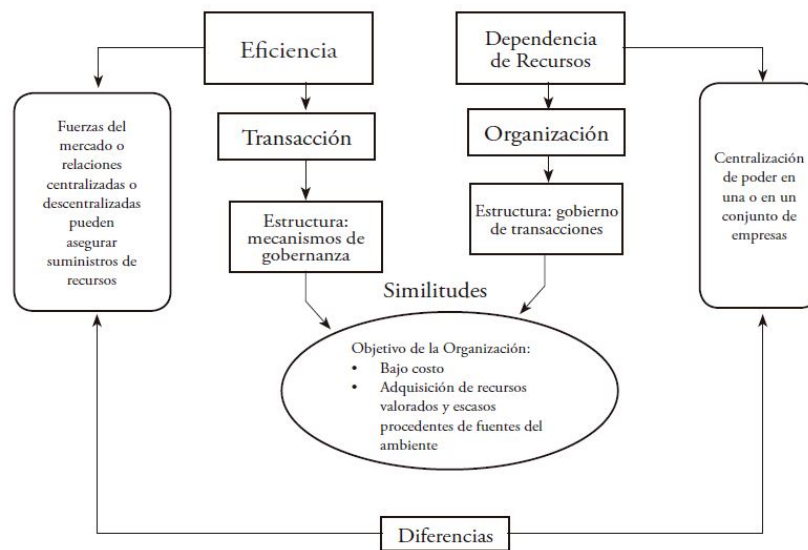 Eficiencia
Dependencia
de Recursos
Fuerzas del
mercado o
relaciones
centralizadas o
descentralizadas
pueden
asegurar
suministros de
recursos
Transacción
Organización
Centralización
de poder en
una o en un
conjunto de
empresas
Estructura:
mecanismos de
gobernanza
Estructura: gobierno
de transacciones
Similitudes
Objetivo de la Organización:
• Bajo costo
• Adquisición de recursos
valorados y escasos
procedentes de fuentes del
ambiente
Diferencias